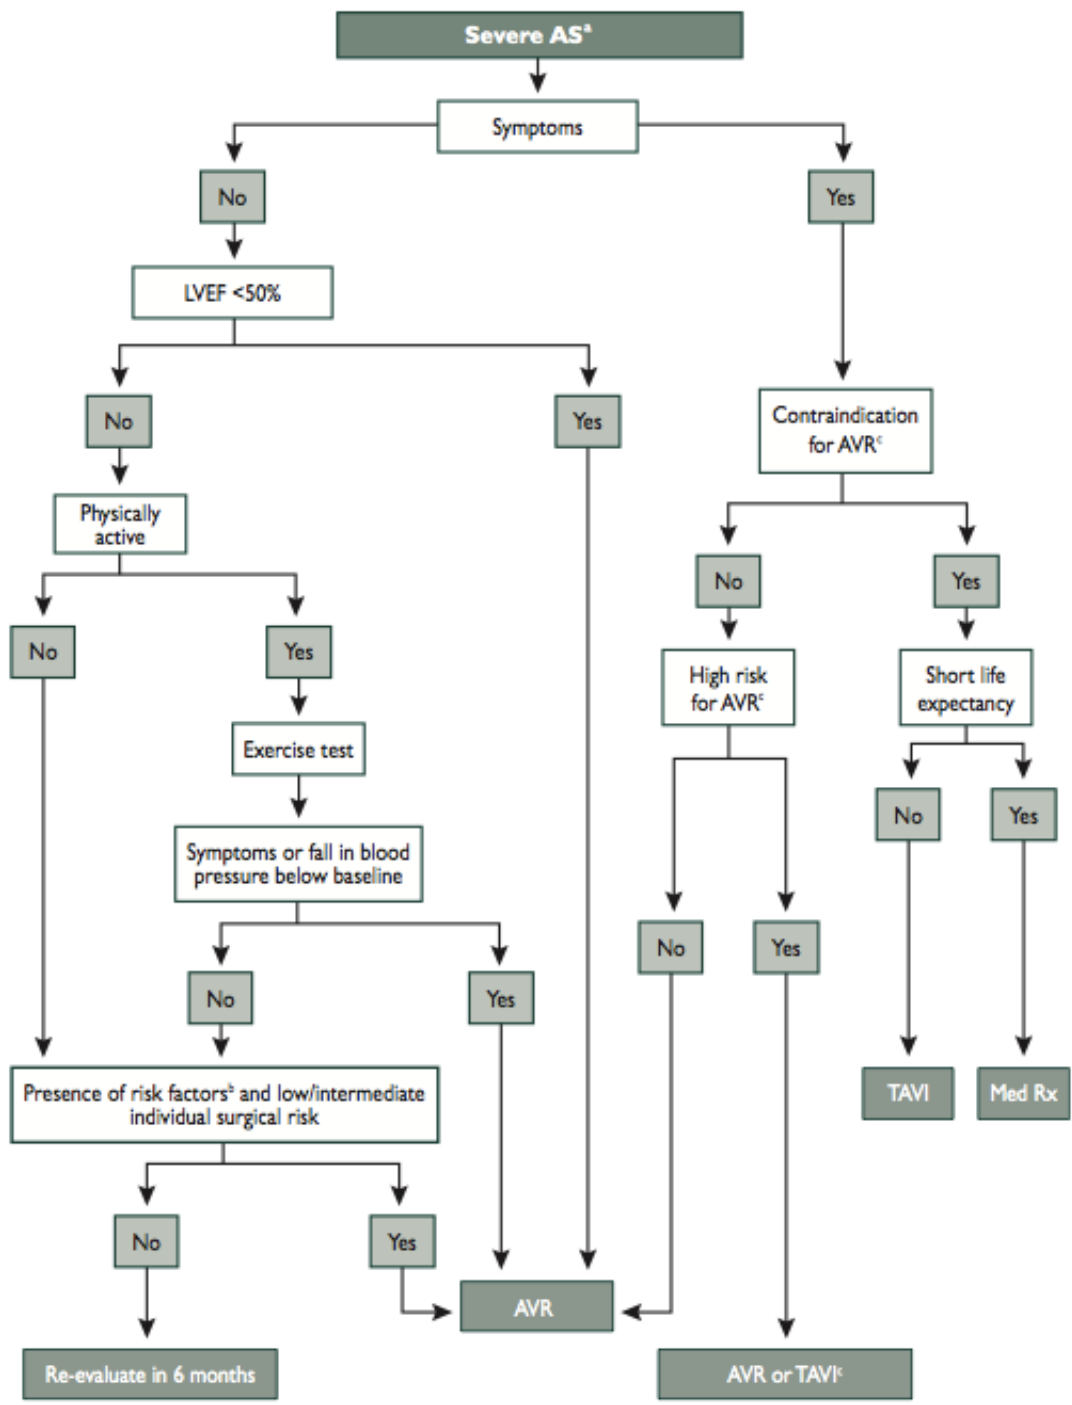 Severe ASᵃ
Symptoms
No
Yes
LVEF <50%
No
Yes
Contraindication
for AVRᶜ
Physically
active
No
Yes
No
Yes
High risk
for AVRᶜ
Short life
expectancy
Exercise test
No
Yes
Symptoms or fall in blood
pressure below baseline
No
Yes
No
Yes
Presence of risk factorsᵇ and low/intermediate
individual surgical risk
TAVI
Med Rx
No
Yes
AVR
Re-evaluate in 6 months
AVR or TAVIᶜ